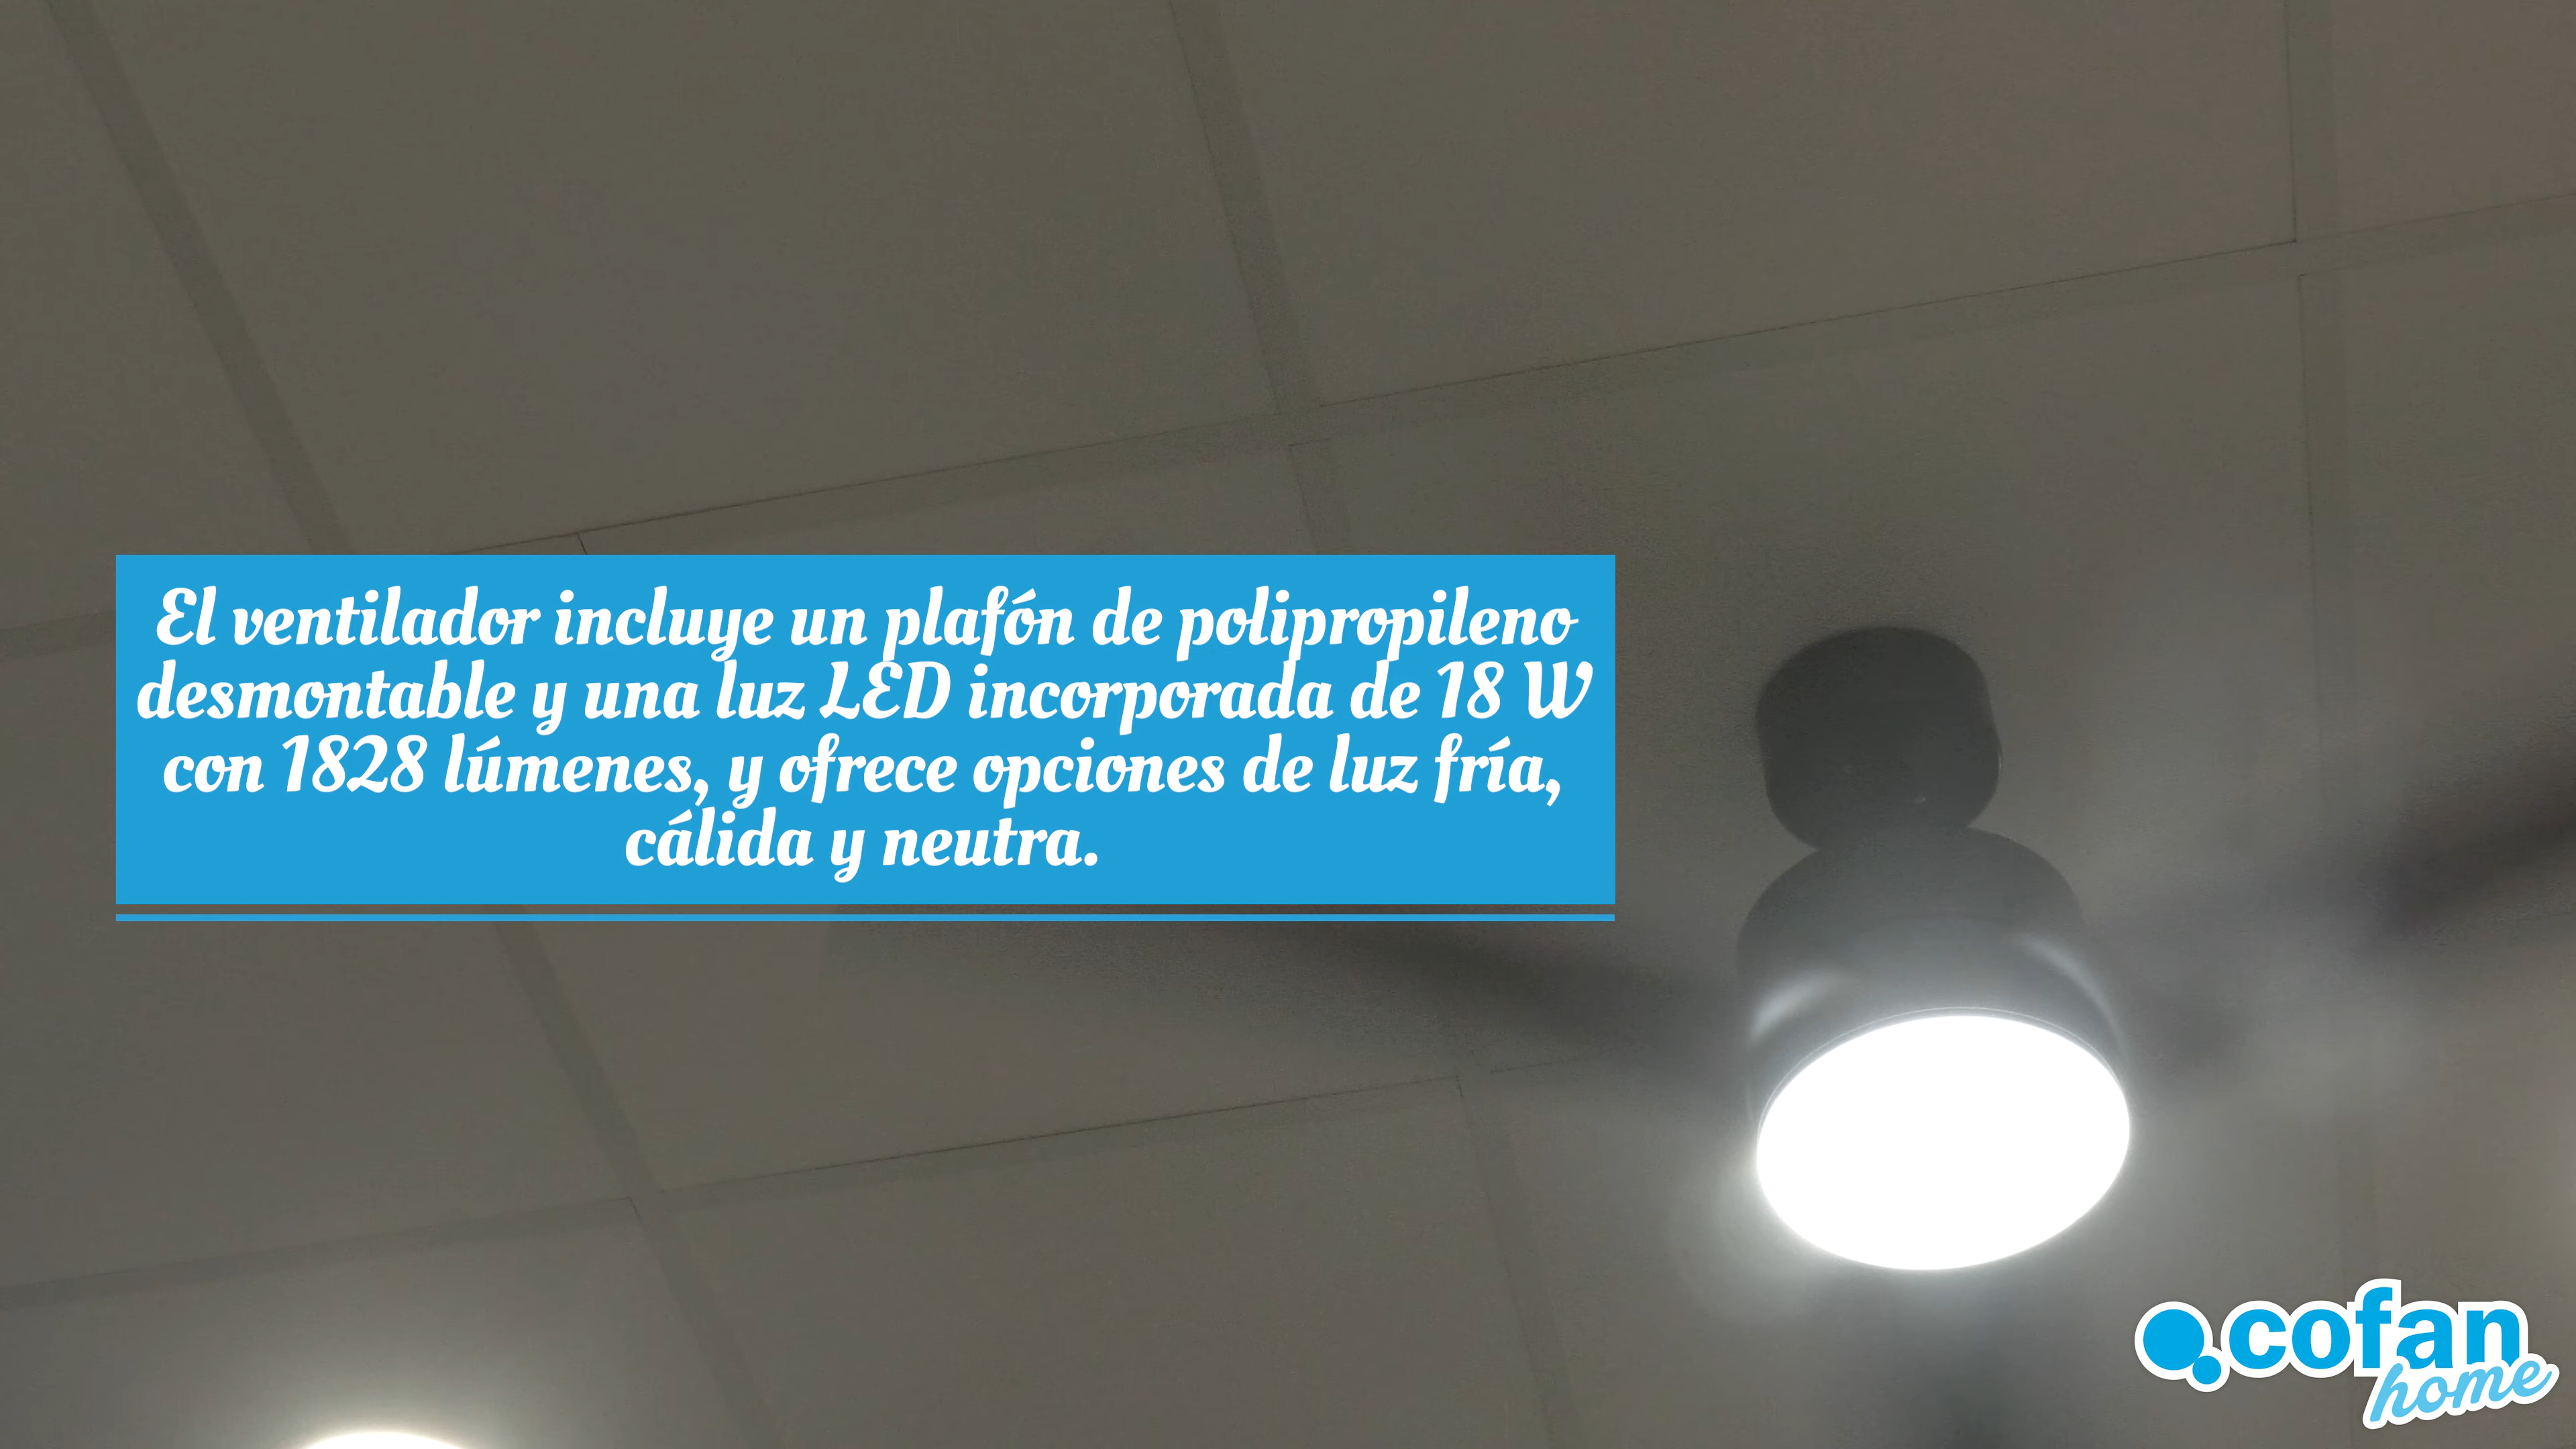 El ventilador incluye un plafón de polipropileno
desmontable y una luz LED incorporada de 18 W
con 1828 lúmenes, y ofrece opciones de luz fría,
cálida y neutra.
cofan
home